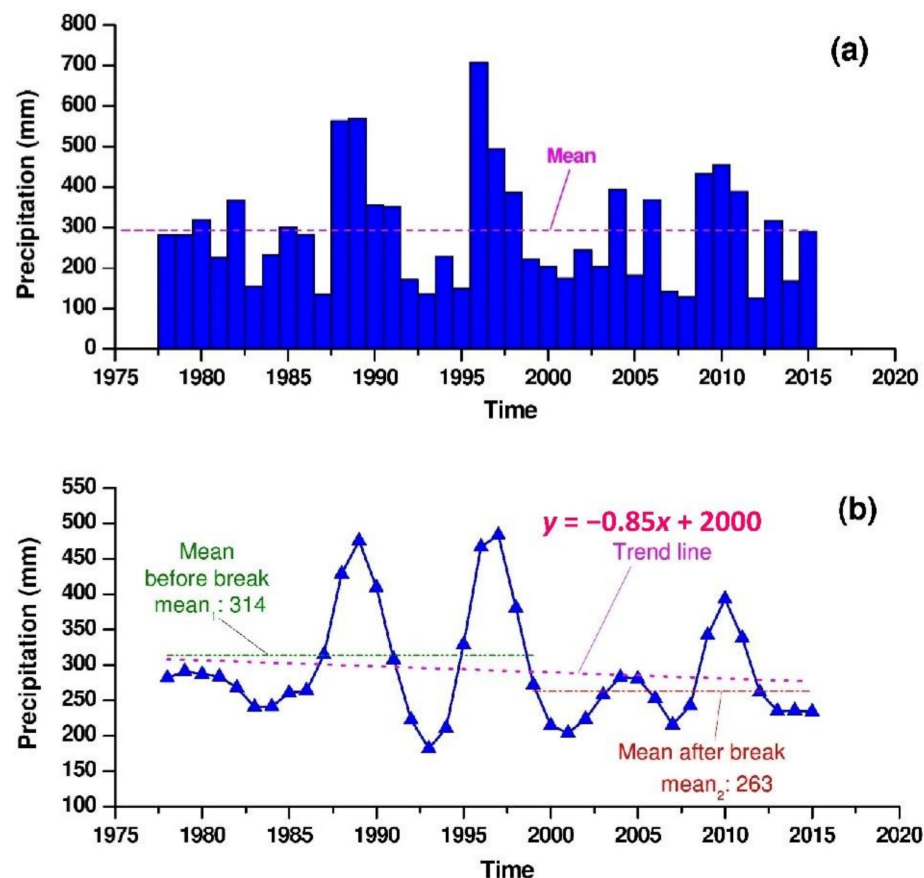 (a)
Precipitation (mm)
800
700
600
500
400
300
200
100
0
Mean
1975 1980 1985 1990 1995 2000 2005 2010 2015 2020
Time
(b)
Precipitation (mm)
550
500
450
400
350
300
250
200
150
100
y = −0.85x + 2000
Trend line
Mean
before break
mean₁: 314
Mean after break
mean₂: 263
1975 1980 1985 1990 1995 2000 2005 2010 2015 2020
Time